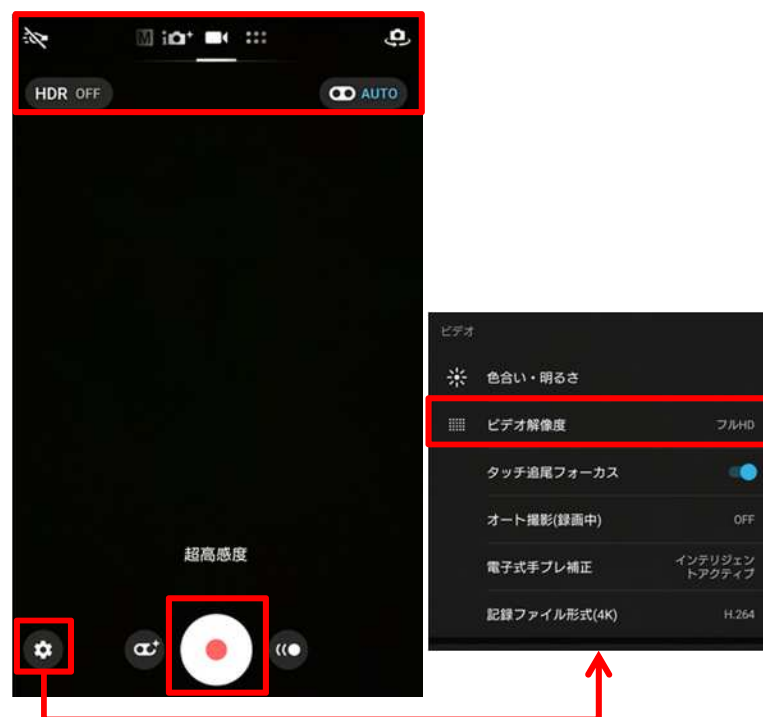 M
i
HDR OFF
AUTO
超高感度
ビデオ
色合い・明るさ
ビデオ解像度
フルHD
タッチ追尾フォーカス
オート撮影(録画中)
OFF
電子式手ブレ補正
インテリジェン
トアクティブ
記録ファイル形式(4K)
H.264